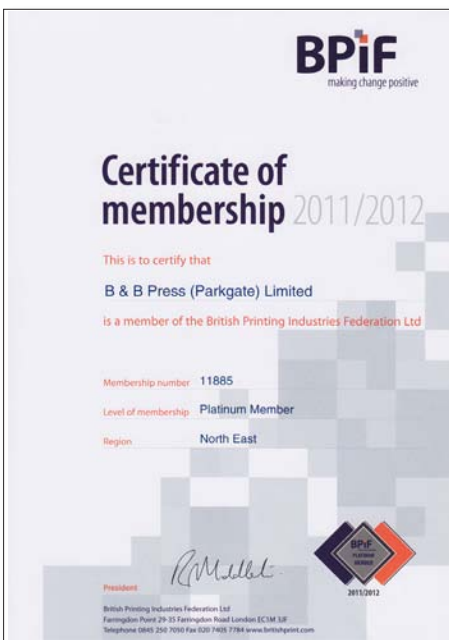 BPiF
making change positive
Certificate of
membership 2011/2012
This is to certify that
B & B Press (Parkgate) Limited
is a member of the British Printing Industries Federation Ltd
Membership number 11885
Level of membership Platinum Member
Region North East
BPiF
PLATINUM
MEMBER
2011/2012
President
British Printing Industries Federation Ltd
Farringdon Point 29-35 Farringdon Road London EC1M 3JF
Telephone 0845 250 7050 Fax 020 7405 7784 www.britishprint.com